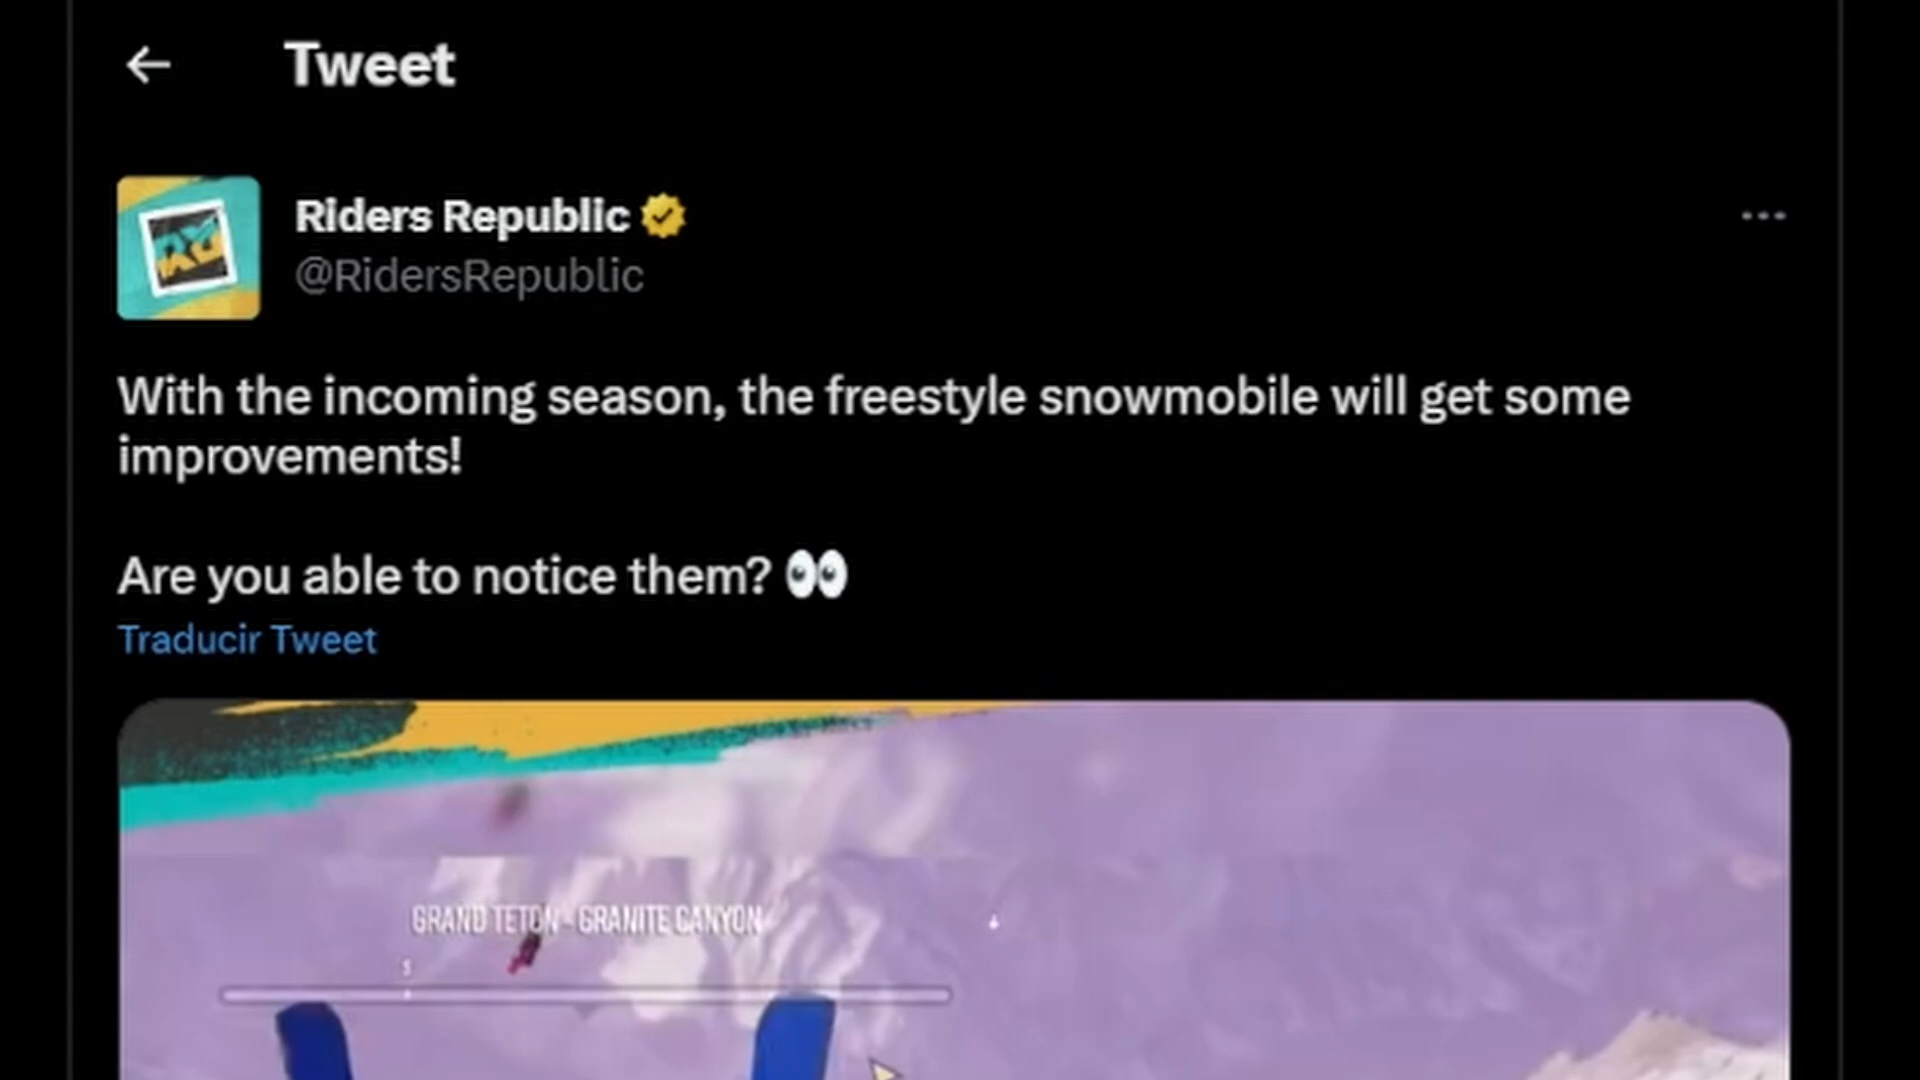 Tweet
Riders Republic
@RidersRepublic
With the incoming season, the freestyle snowmobile will get some
improvements!
Are you able to notice them? 👀
Traducir Tweet
GRAND TETON - GRANITE CANYON
S